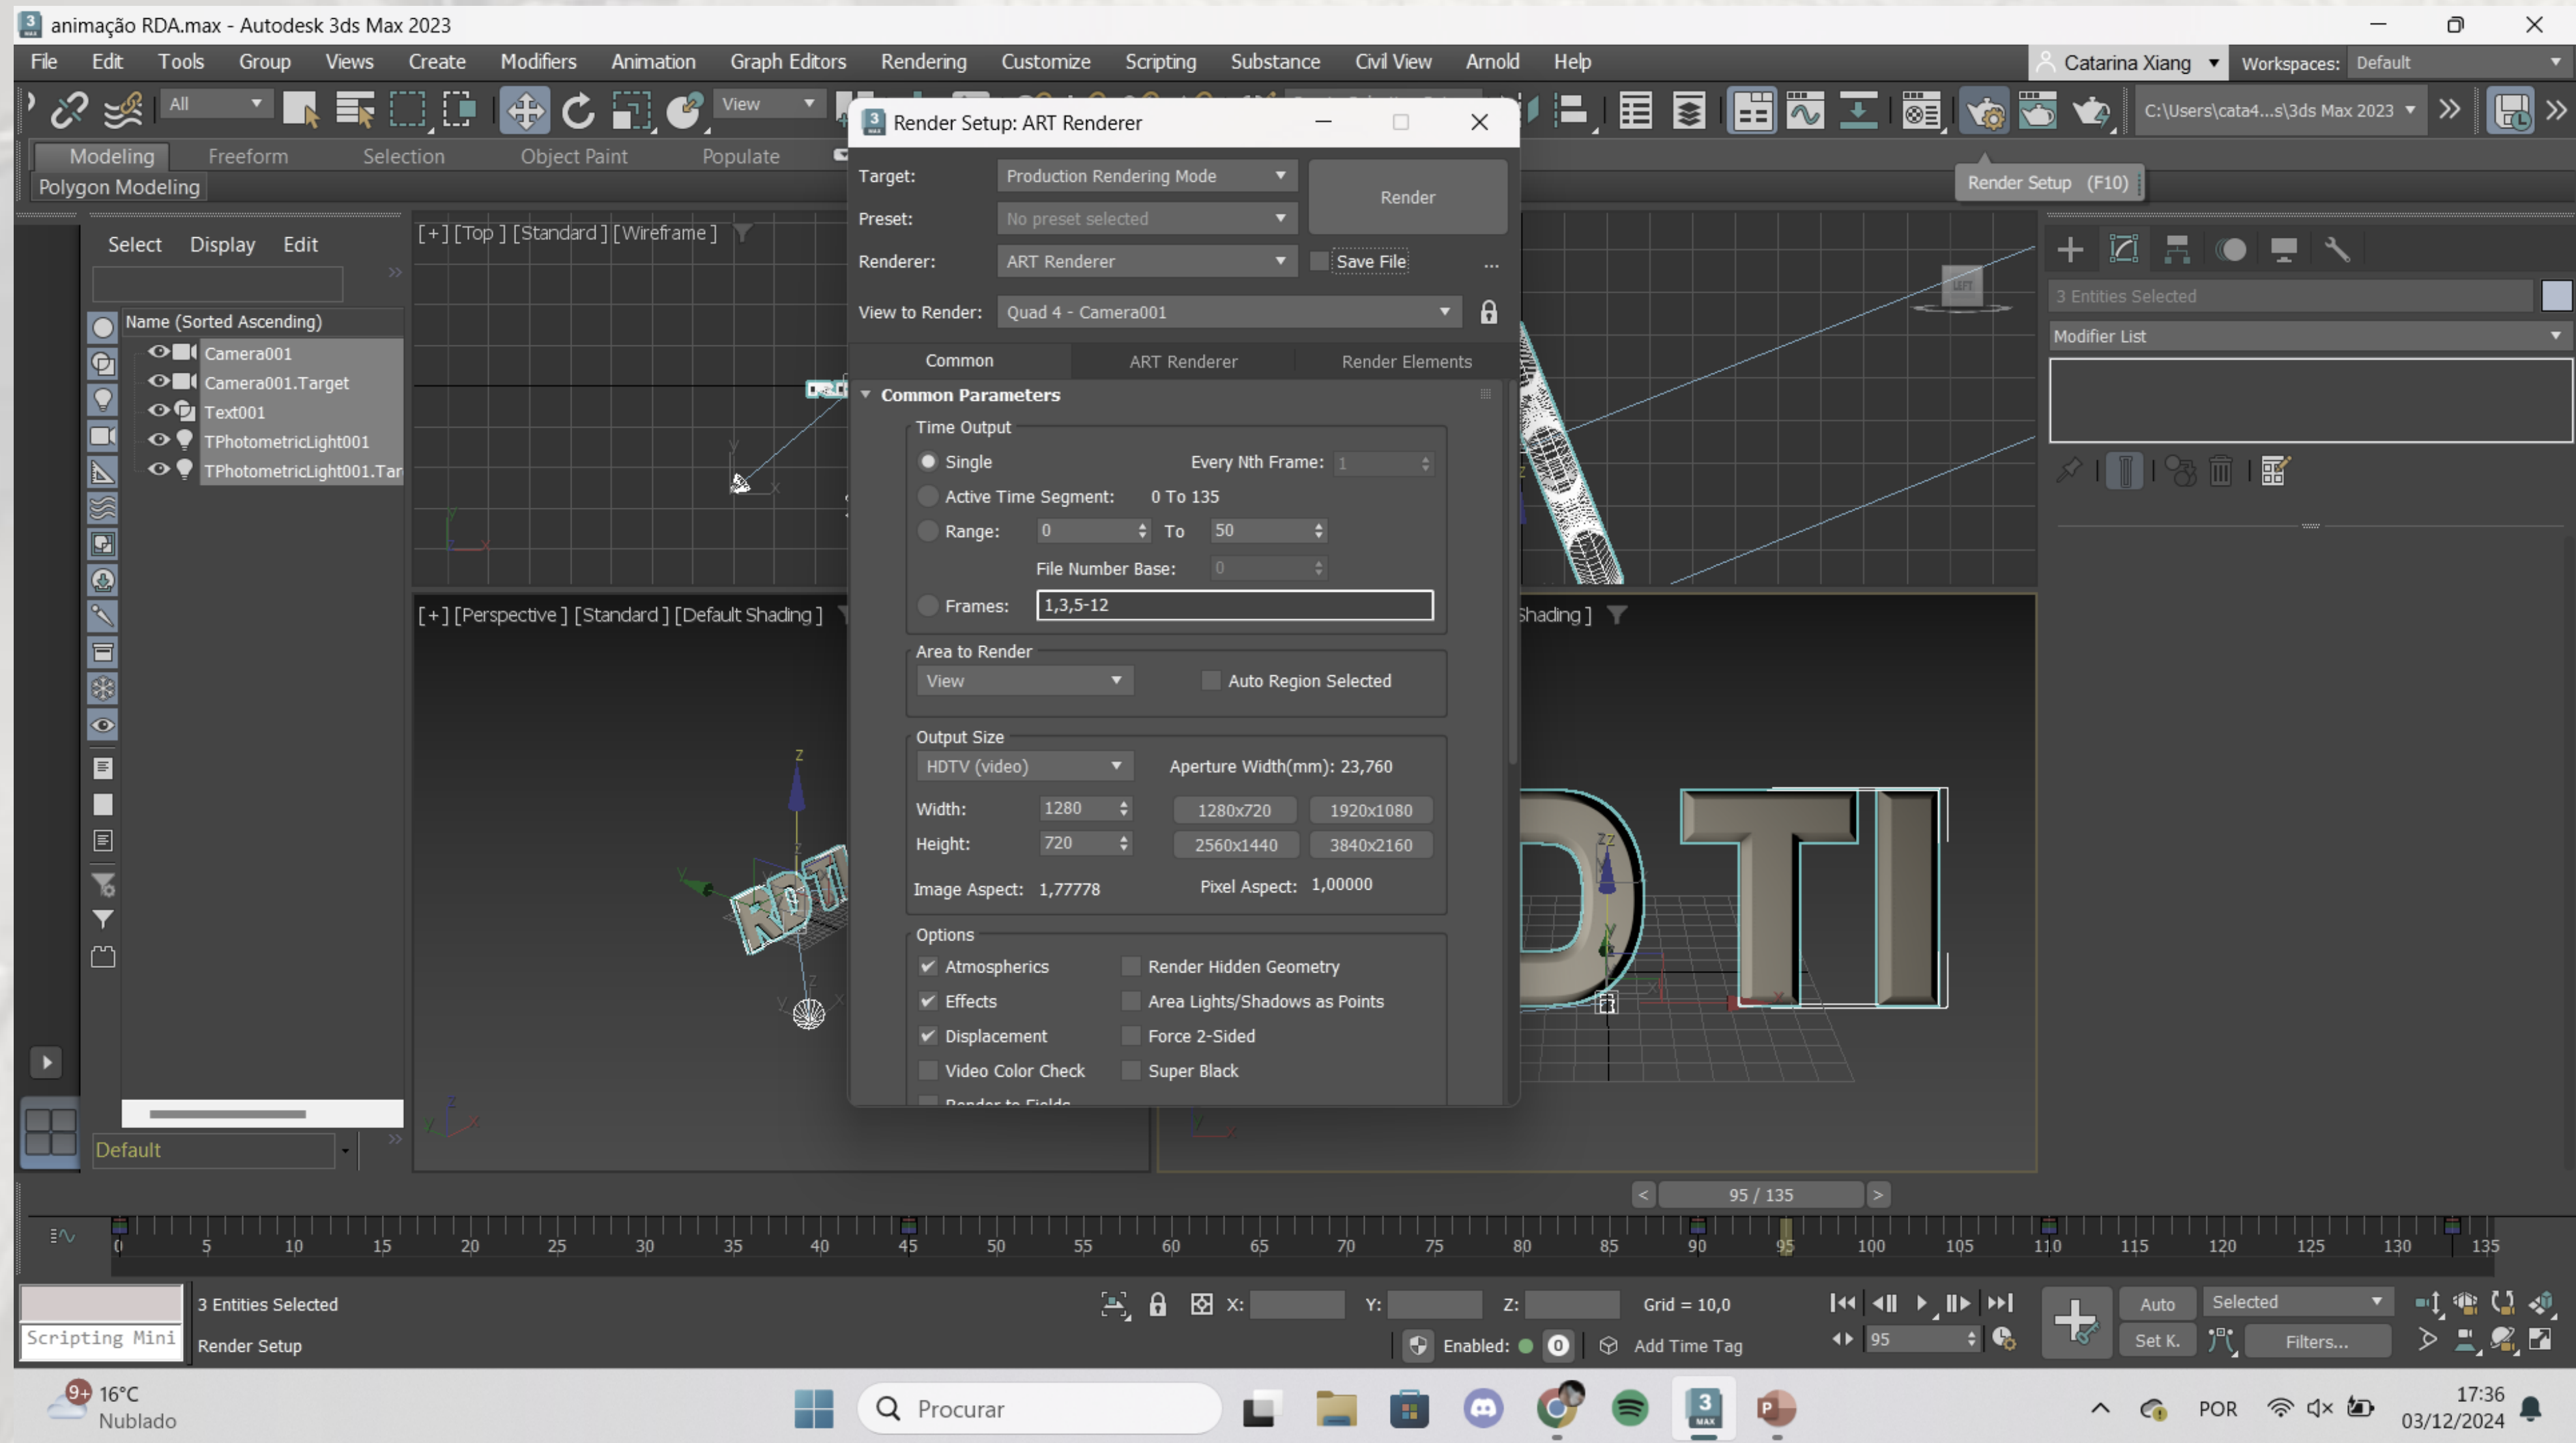 animação RDA.max - Autodesk 3ds Max 2023
File Edit Tools Group Views Create Modifiers Animation Graph Editors Rendering Customize Scripting Substance Civil View Arnold Help
Catarina Xiang Workspaces: Default
All View C:\Users\cata4...s\3ds Max 2023
Modeling Freeform Selection Object Paint Populate
Polygon Modeling
Render Setup (F10)
Select Display Edit
Name (Sorted Ascending)
Camera001
Camera001.Target
Text001
TPhotometricLight001
TPhotometricLight001.Tar
Default
[+] [Top ] [Standard ] [Wireframe ]
LEFT
[+] [Perspective ] [Standard ] [Default Shading ]
Shading ]
RDTI
D TI
Render Setup: ART Renderer
Target: Production Rendering Mode
Render
Preset: No preset selected
Renderer: ART Renderer
Save File ...
View to Render: Quad 4 - Camera001
Common ART Renderer Render Elements
Common Parameters
Time Output
Single Every Nth Frame: 1
Active Time Segment: 0 To 135
Range: 0 To 50
File Number Base: 0
Frames: 1,3,5-12
Area to Render
View Auto Region Selected
Output Size
HDTV (video) Aperture Width(mm): 23,760
Width: 1280 1280x720 1920x1080
Height: 720 2560x1440 3840x2160
Image Aspect: 1,77778 Pixel Aspect: 1,00000
Options
Atmospherics Render Hidden Geometry
Effects Area Lights/Shadows as Points
Displacement Force 2-Sided
Video Color Check Super Black
Render to Fields
3 Entities Selected
Modifier List
< 95 / 135 >
0 5 10 15 20 25 30 35 40 45 50 55 60 65 70 75 80 85 90 95 100 105 110 115 120 125 130 135
3 Entities Selected X: Y: Z: Grid = 10,0 Auto Selected
Scripting Mini Render Setup Enabled: 0 Add Time Tag 95 Set K. Filters...
9+ 16°C
Nublado
Procurar
3 MAX
P
POR
17:36
03/12/2024